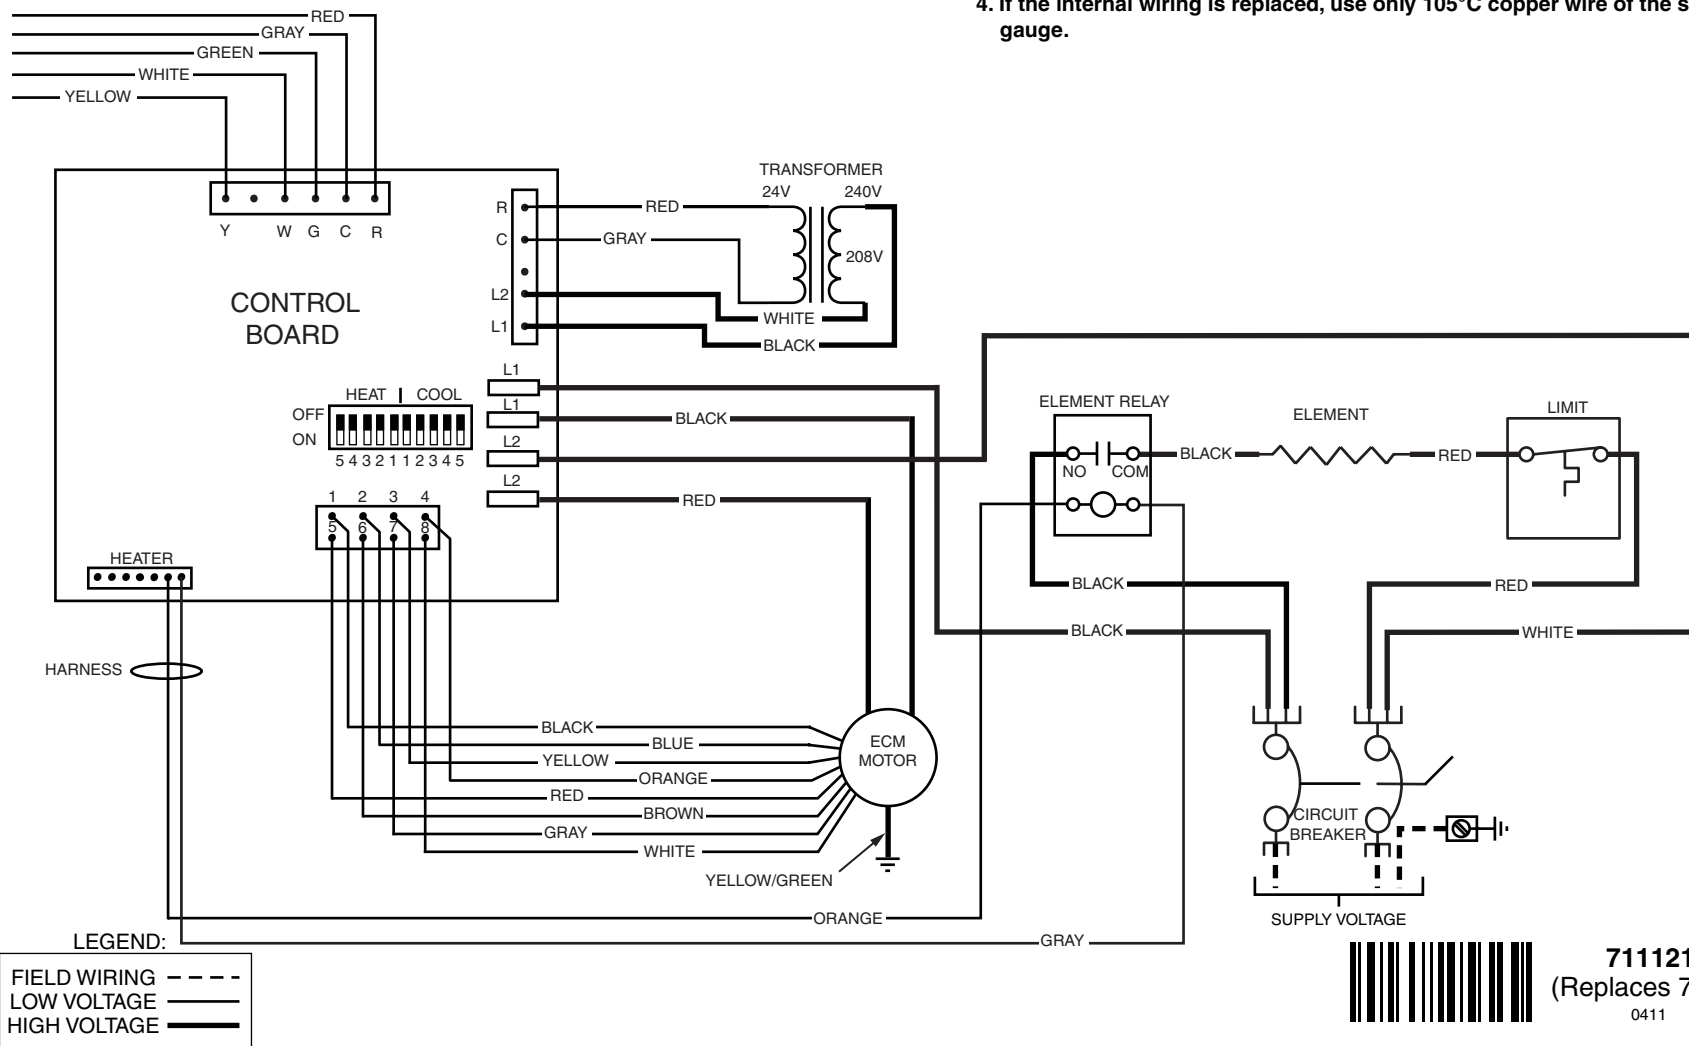 4. If the internal wiring is replaced, use only 105°C copper wire of the s
gauge.
RED
GRAY
GREEN
WHITE
YELLOW
Y W G C R
CONTROL
BOARD
R
C
L2
L1
RED
GRAY
WHITE
BLACK
TRANSFORMER
24V 240V
208V
L1
L1
L2
L2
BLACK
RED
HEAT | COOL
OFF
ON
5 4 3 2 1 1 2 3 4 5
1 2 3 4
5 6 7 8
HEATER
HARNESS
ELEMENT RELAY
NO COM
BLACK
ELEMENT
RED
LIMIT
BLACK
RED
BLACK
WHITE
BLACK
BLUE
YELLOW
ORANGE
RED
BROWN
GRAY
WHITE
ECM
MOTOR
YELLOW/GREEN
CIRCUIT
BREAKER
SUPPLY VOLTAGE
ORANGE
GRAY
LEGEND:
FIELD WIRING
LOW VOLTAGE
HIGH VOLTAGE
711121
(Replaces 7
0411